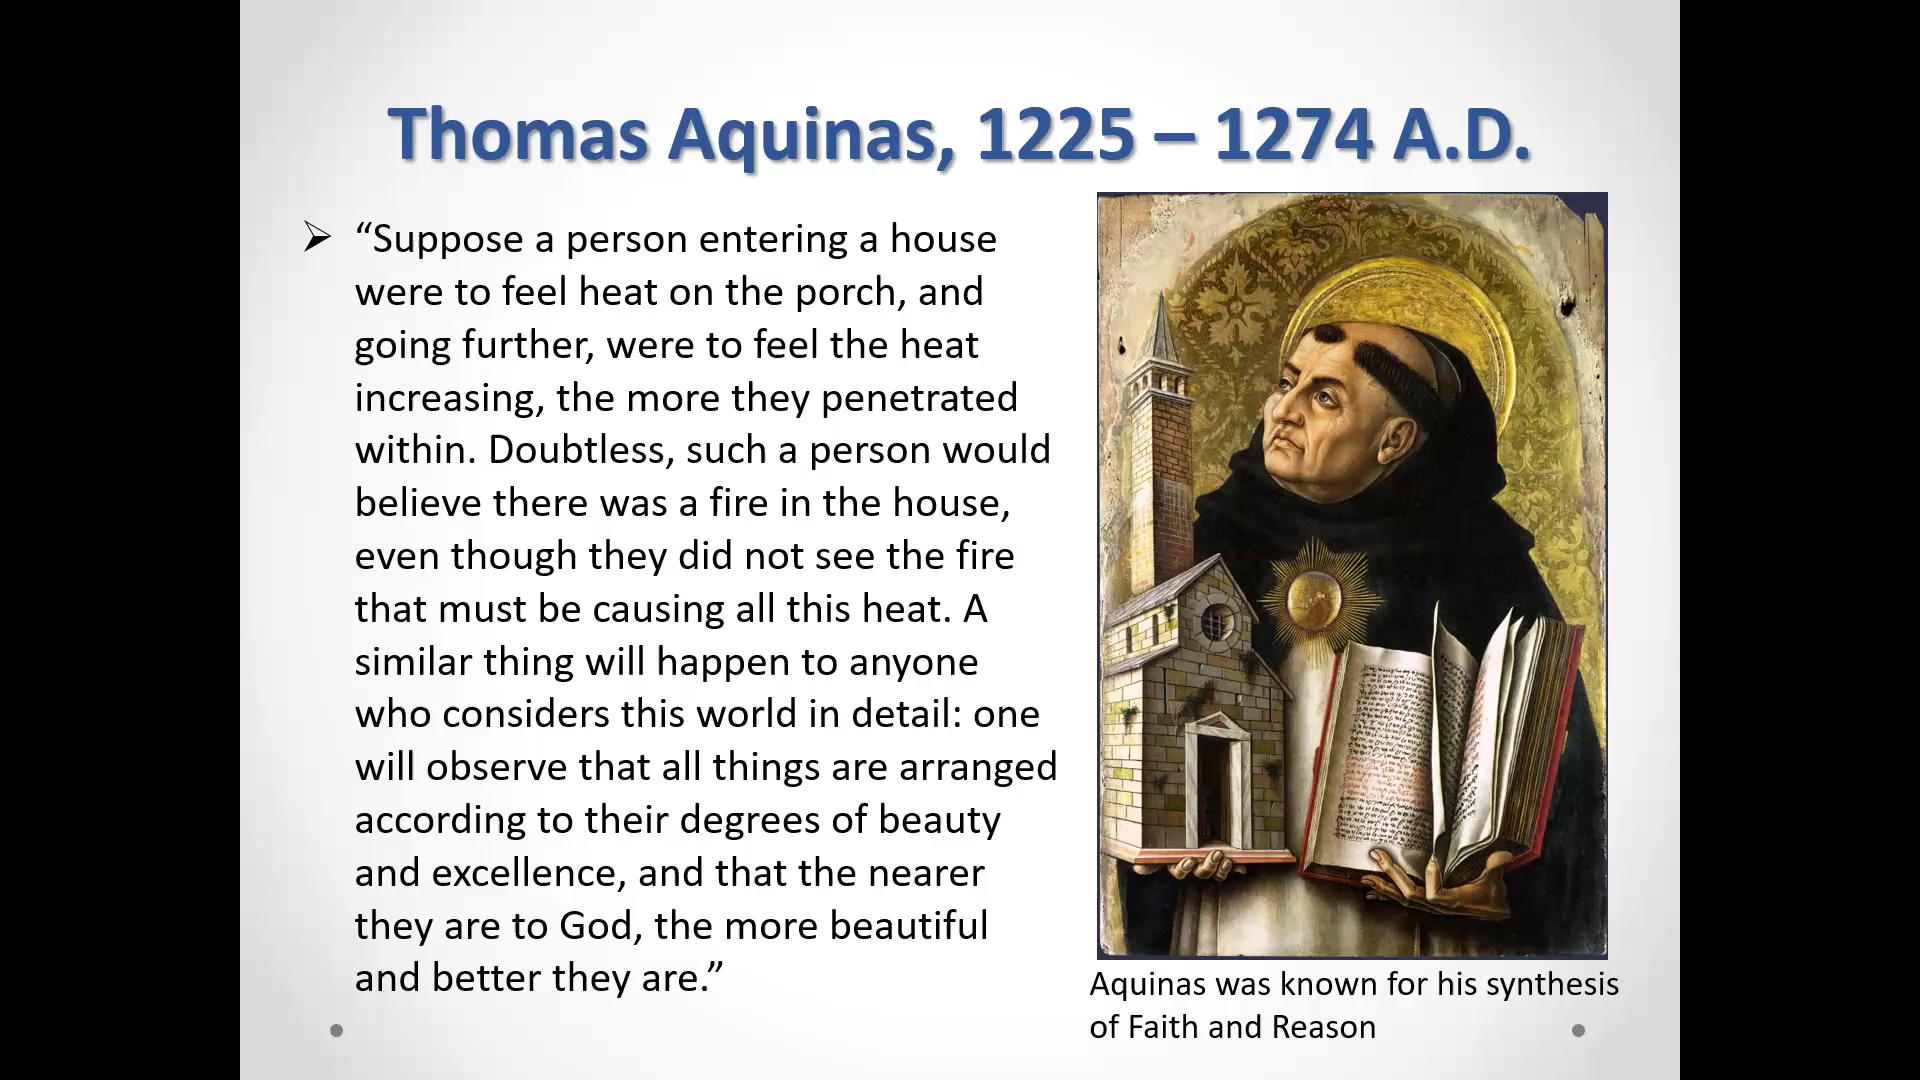 Thomas Aquinas, 1225 – 1274 A.D.
“Suppose a person entering a house
were to feel heat on the porch, and
going further, were to feel the heat
increasing, the more they penetrated
within. Doubtless, such a person would
believe there was a fire in the house,
even though they did not see the fire
that must be causing all this heat. A
similar thing will happen to anyone
who considers this world in detail: one
will observe that all things are arranged
according to their degrees of beauty
and excellence, and that the nearer
they are to God, the more beautiful
and better they are.”
Aquinas was known for his synthesis
of Faith and Reason